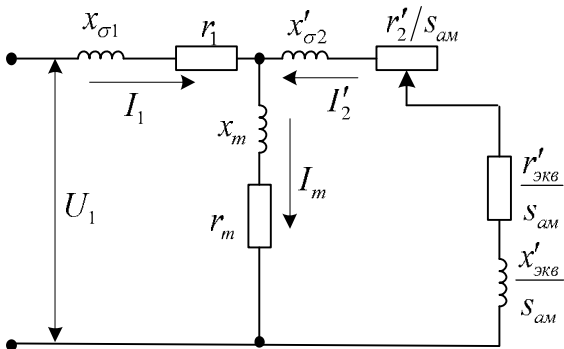 x_σ1
r_1
x'_σ2
r'_2/s_ам
I_1
I'_2
x_m
I_m
U_1
r_m
r'_экв
s_ам
x'_экв
s_ам